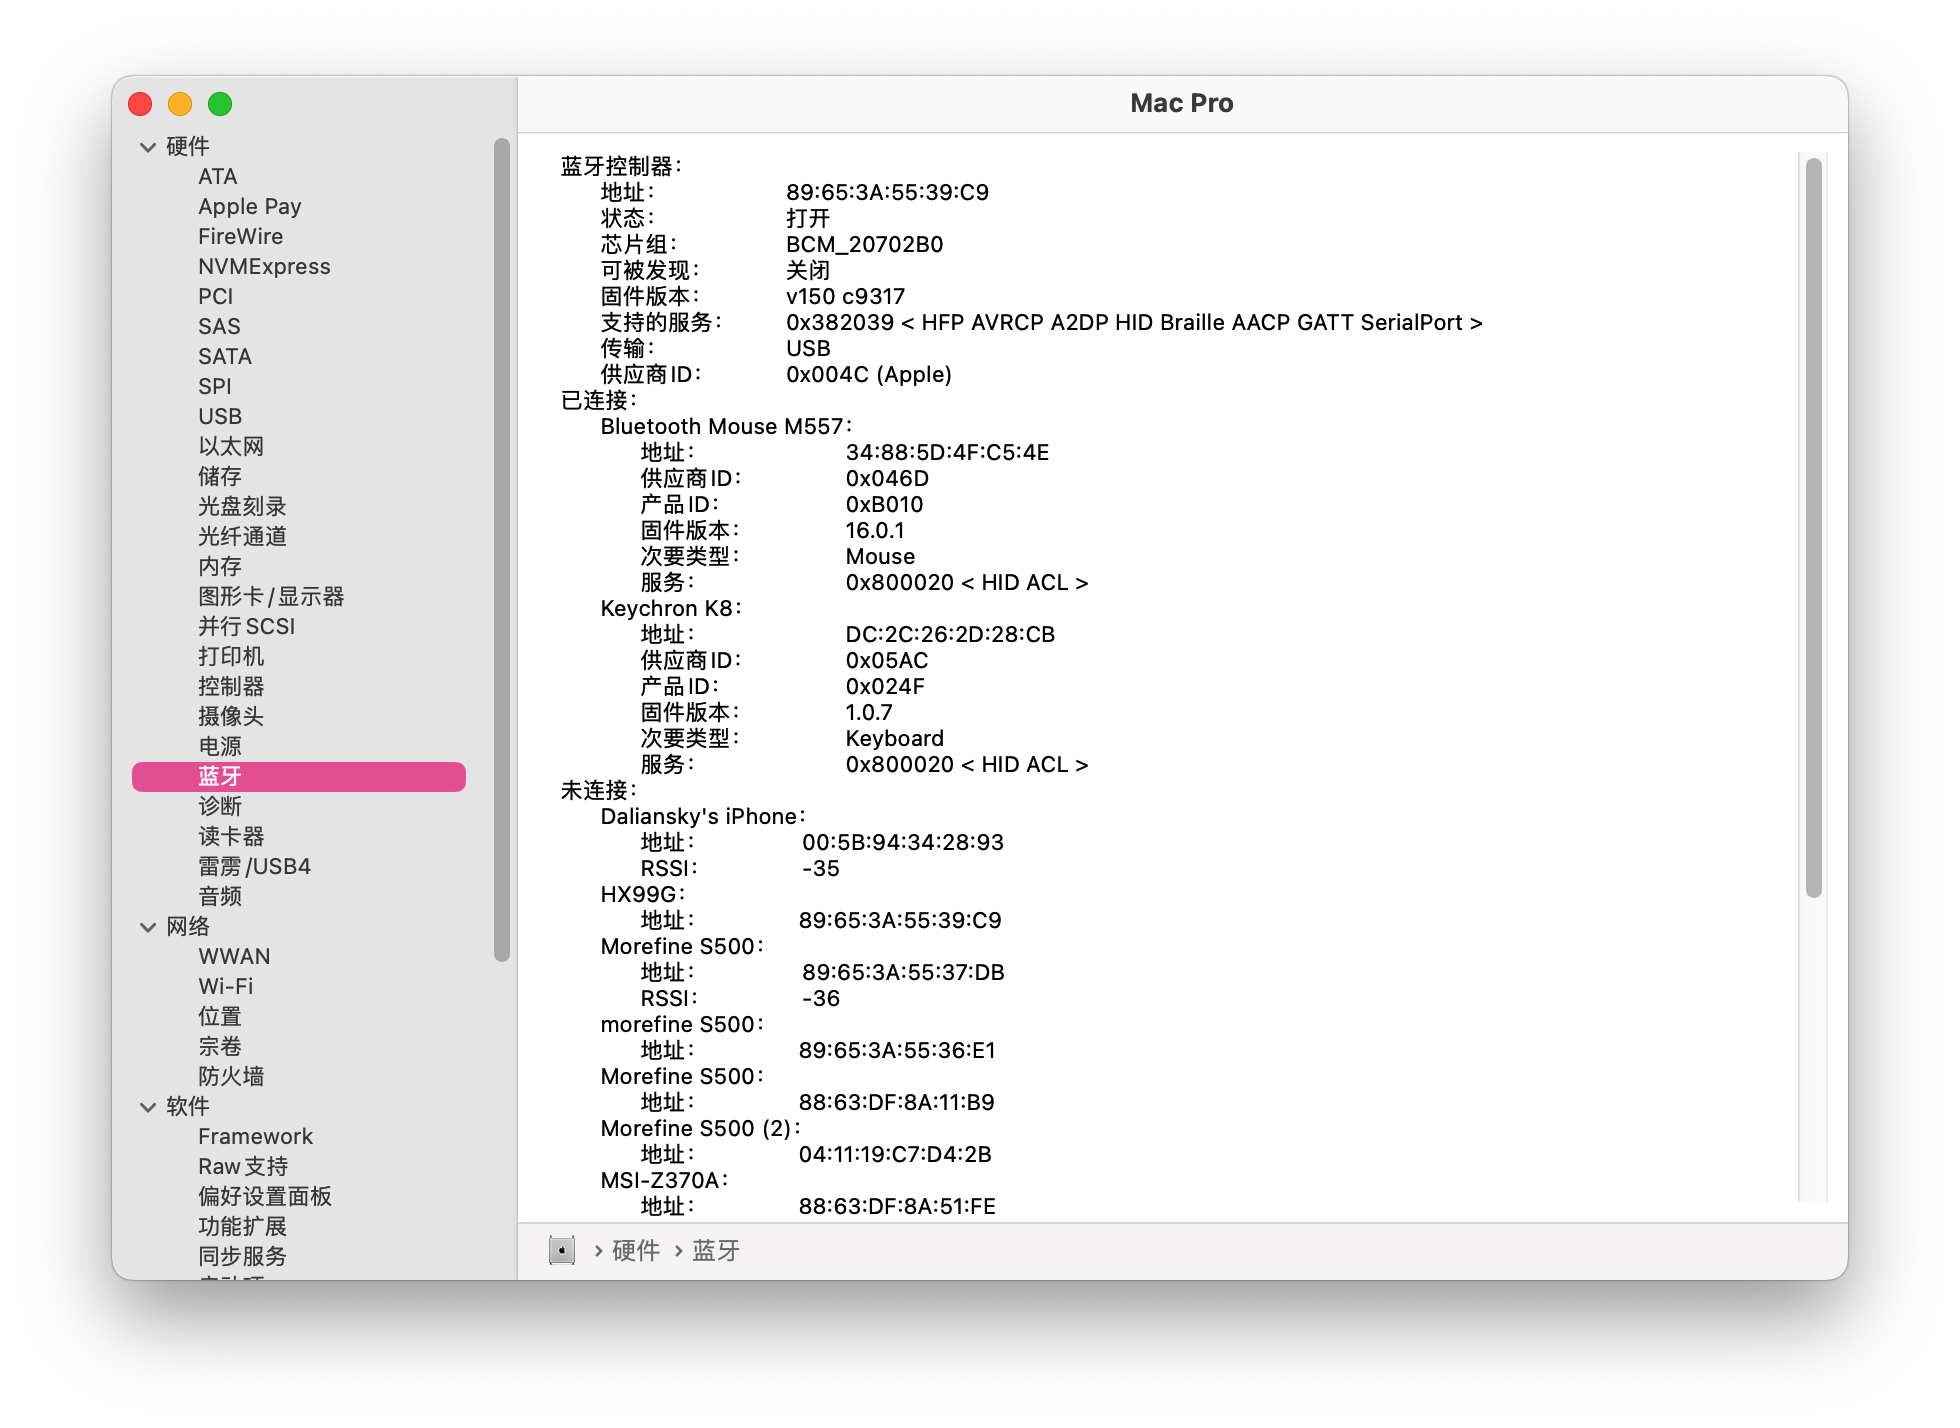 Mac Pro
硬件
ATA
Apple Pay
FireWire
NVMExpress
PCI
SAS
SATA
SPI
USB
以太网
储存
光盘刻录
光纤通道
内存
图形卡/显示器
并行SCSI
打印机
控制器
摄像头
电源
蓝牙
诊断
读卡器
雷雳/USB4
音频
网络
WWAN
Wi-Fi
位置
宗卷
防火墙
软件
Framework
Raw支持
偏好设置面板
功能扩展
同步服务
蓝牙控制器:
地址: 89:65:3A:55:39:C9
状态: 打开
芯片组: BCM_20702B0
可被发现: 关闭
固件版本: v150 c9317
支持的服务: 0x382039 < HFP AVRCP A2DP HID Braille AACP GATT SerialPort >
传输: USB
供应商ID: 0x004C (Apple)
已连接:
Bluetooth Mouse M557:
地址: 34:88:5D:4F:C5:4E
供应商ID: 0x046D
产品ID: 0xB010
固件版本: 16.0.1
次要类型: Mouse
服务: 0x800020 < HID ACL >
Keychron K8:
地址: DC:2C:26:2D:28:CB
供应商ID: 0x05AC
产品ID: 0x024F
固件版本: 1.0.7
次要类型: Keyboard
服务: 0x800020 < HID ACL >
未连接:
Daliansky's iPhone:
地址: 00:5B:94:34:28:93
RSSI: -35
HX99G:
地址: 89:65:3A:55:39:C9
Morefine S500:
地址: 89:65:3A:55:37:DB
RSSI: -36
morefine S500:
地址: 89:65:3A:55:36:E1
Morefine S500:
地址: 88:63:DF:8A:11:B9
Morefine S500 (2):
地址: 04:11:19:C7:D4:2B
MSI-Z370A:
地址: 88:63:DF:8A:51:FE
› 硬件 › 蓝牙